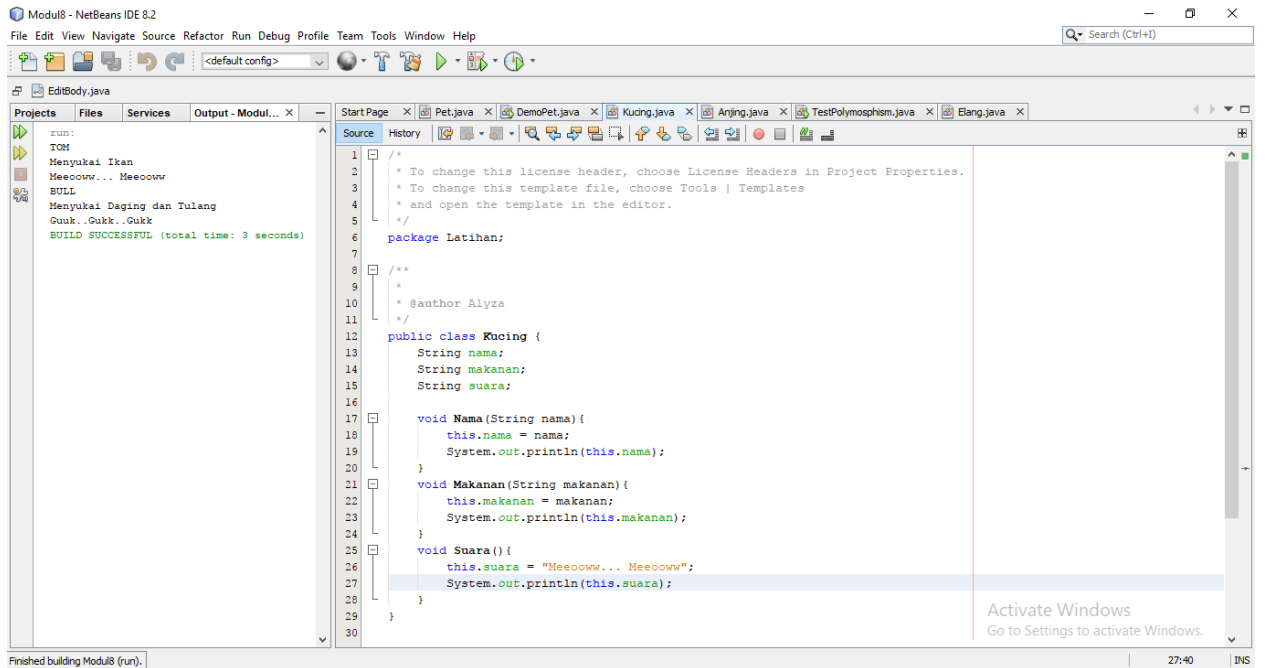 Modul8 - NetBeans IDE 8.2
File Edit View Navigate Source Refactor Run Debug Profile Team Tools Window Help
Search (Ctrl+I)
<default config>
EditBody.java
Projects Files Services Output - Modul...
Start Page Pet.java DemoPet.java Kucing.java Anjing.java TestPolymosphism.java Elang.java
Source History
run:
TOM
Menyukai Ikan
Meeooww... Meeooww
BULL
Menyukai Daging dan Tulang
Guuk..Gukk..Gukk
BUILD SUCCESSFUL (total time: 3 seconds)
1 /*
2 * To change this license header, choose License Headers in Project Properties.
3 * To change this template file, choose Tools | Templates
4 * and open the template in the editor.
5 */
6 package Latihan;
7
8 /**
9 *
10 * @author Alyza
11 */
12 public class Kucing {
13 String nama;
14 String makanan;
15 String suara;
16
17 void Nama(String nama){
18 this.nama = nama;
19 System.out.println(this.nama);
20 }
21 void Makanan(String makanan){
22 this.makanan = makanan;
23 System.out.println(this.makanan);
24 }
25 void Suara(){
26 this.suara = "Meeooww... Meeooww";
27 System.out.println(this.suara);
28 }
29 }
30
Activate Windows
Go to Settings to activate Windows.
Finished building Modul8 (run).
27:40 INS